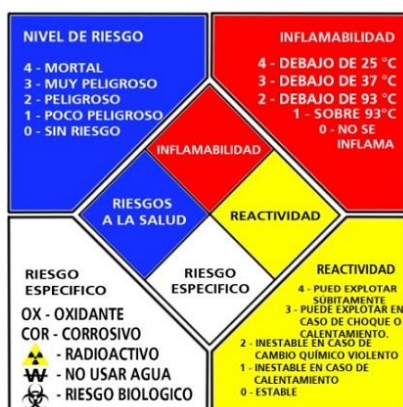 NIVEL DE RIESGO
4 - MORTAL
3 - MUY PELIGROSO
2 - PELIGROSO
1 - POCO PELIGROSO
0 - SIN RIESGO
INFLAMABILIDAD
4 - DEBAJO DE 25 °C
3 - DEBAJO DE 37 °C
2 - DEBAJO DE 93 °C
1 - SOBRE 93°C
0 - NO SE
INFLAMA
INFLAMABILIDAD
RIESGOS
A LA SALUD
REACTIVIDAD
RIESGO
ESPECIFICO
RIESGO
ESPECIFICO
OX - OXIDANTE
COR - CORROSIVO
- RADIOACTIVO
W - NO USAR AGUA
- RIESGO BIOLOGICO
REACTIVIDAD
4 - PUED EXPLOTAR
SÚBITAMENTE
3 - PUEDE EXPLOTAR EN
CASO DE CHOQUE O
CALENTAMIENTO.
2 - INESTABLE EN CASO DE
CAMBIO QUÍMICO VIOLENTO
1 - INESTABLE EN CASO DE
CALENTAMIENTO
0 - ESTABLE